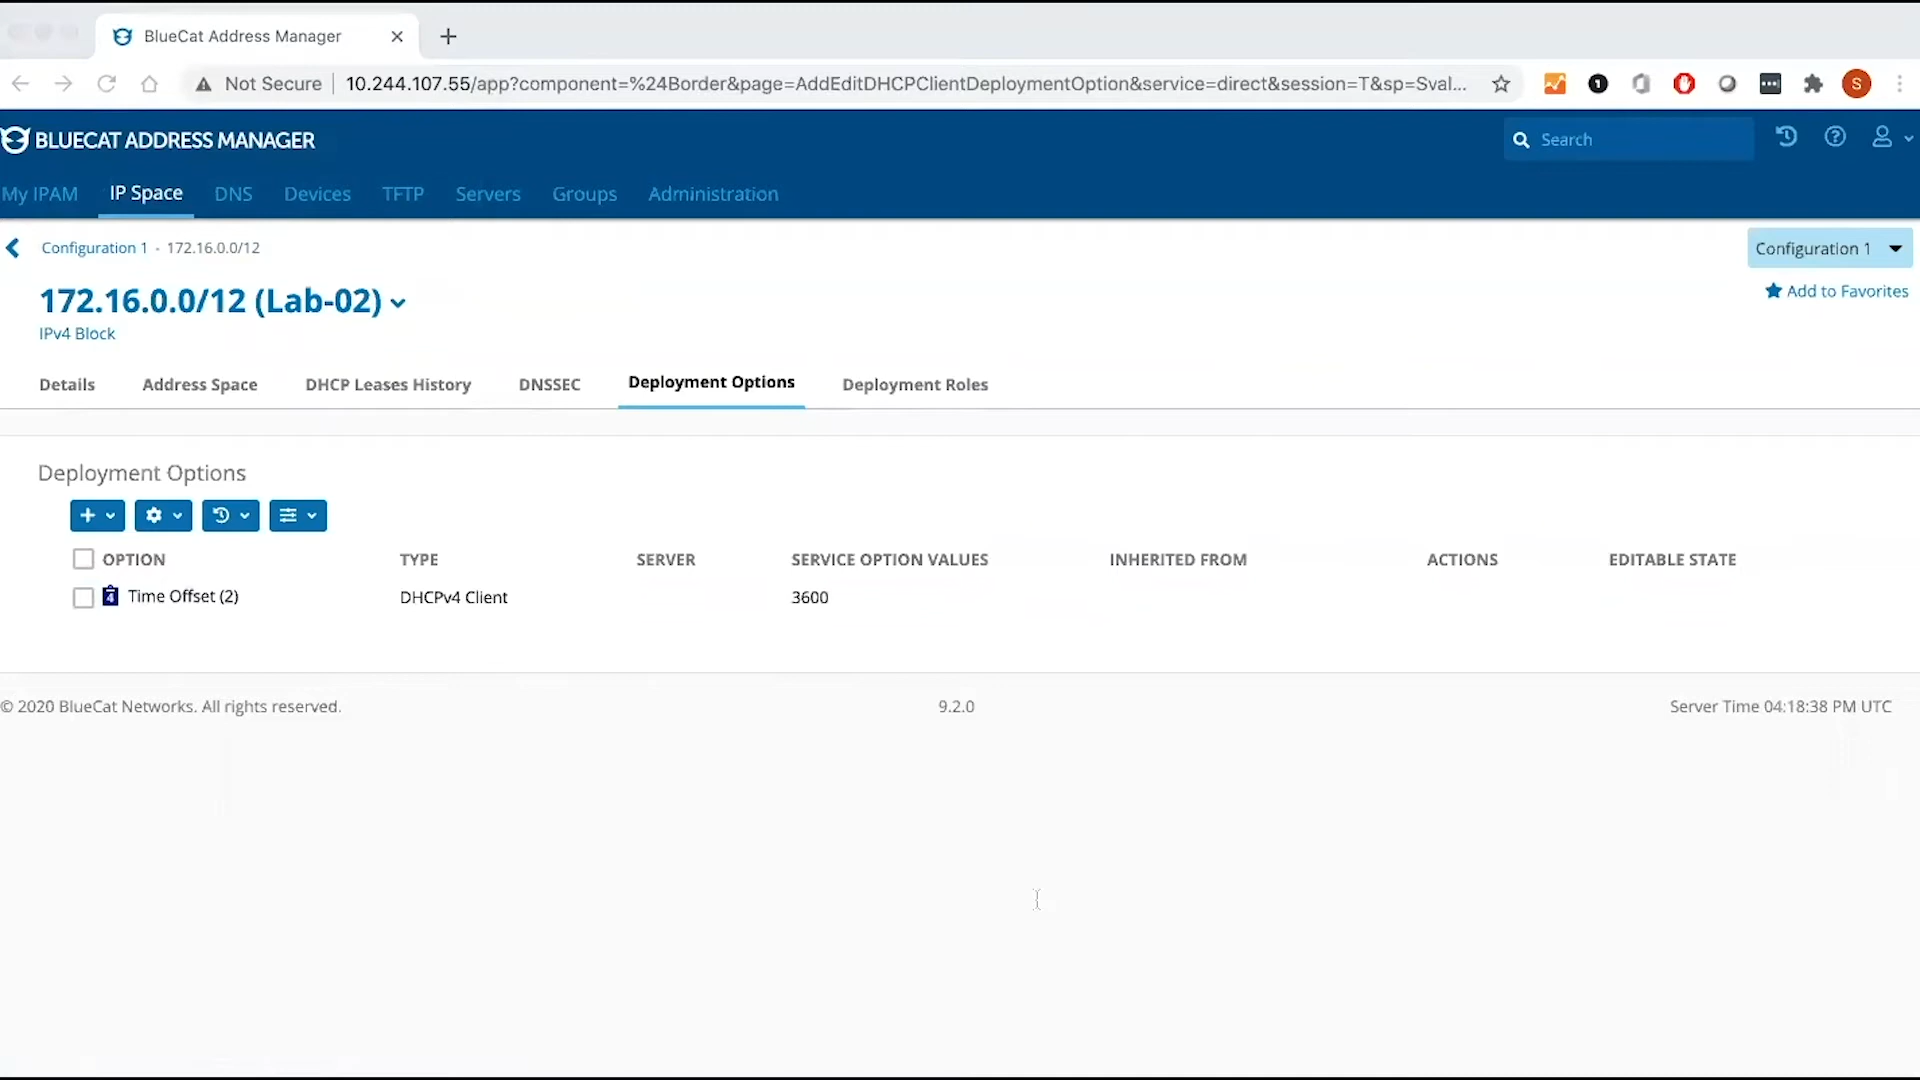 BlueCat Address Manager
Not Secure | 10.244.107.55/app?component=%24Border&page=AddEditDHCPClientDeploymentOption&service=direct&session=T&sp=Sval...
S
BLUECAT ADDRESS MANAGER
Search
My IPAM IP Space DNS Devices TFTP Servers Groups Administration
Configuration 1 · 172.16.0.0/12
Configuration 1
172.16.0.0/12 (Lab-02)
Add to Favorites
IPv4 Block
Details Address Space DHCP Leases History DNSSEC Deployment Options Deployment Roles
Deployment Options
OPTION TYPE SERVER SERVICE OPTION VALUES INHERITED FROM ACTIONS EDITABLE STATE
4 Time Offset (2) DHCPv4 Client 3600
© 2020 BlueCat Networks. All rights reserved. 9.2.0 Server Time 04:18:38 PM UTC